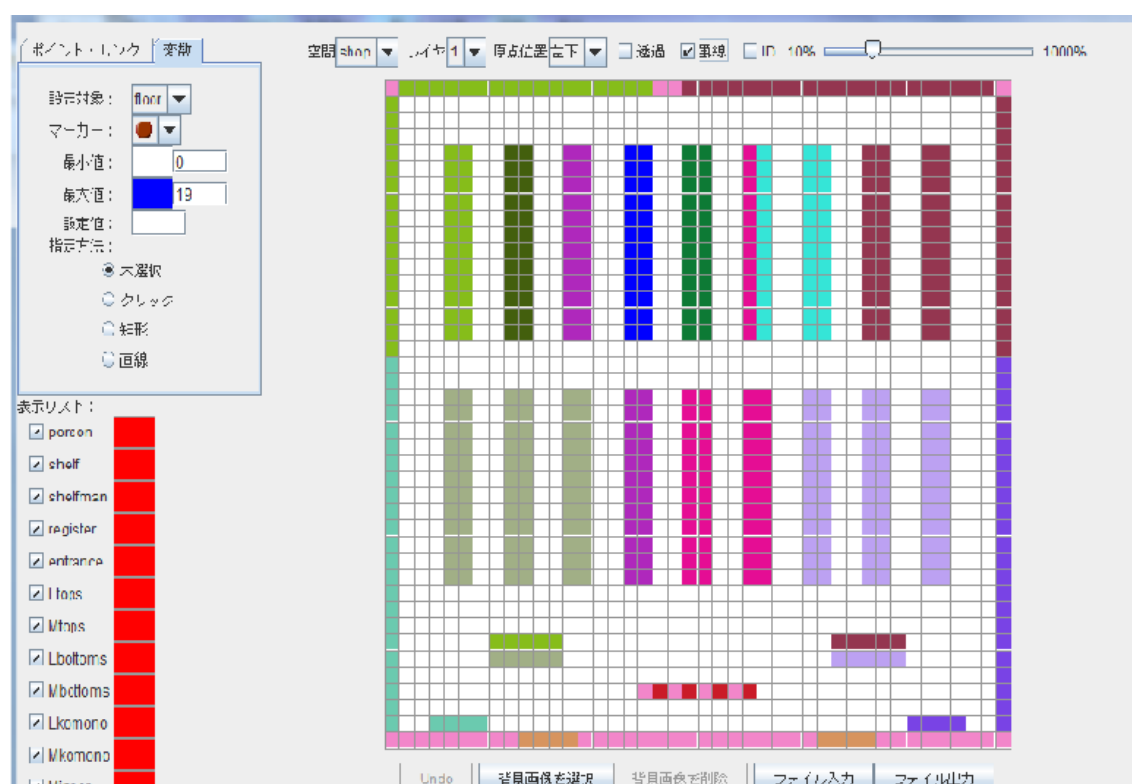 ポイント・リンク 変数
空間 shop レイヤ 1 原点位置 左下 透過 罫線 ID 10% 1000%
設定対象： floor
マーカー：
最小値： 0
最大値： 19
設定値：
指定方法：
未選択
クリック
矩形
直線
表示リスト：
person
shelf
shelfman
register
entrance
Ltops
Mtops
Lbottoms
Mbottoms
Lkomono
Mkomono
Undo 背景画像を選択 背景画像を削除 ファイル入力 ファイル出力